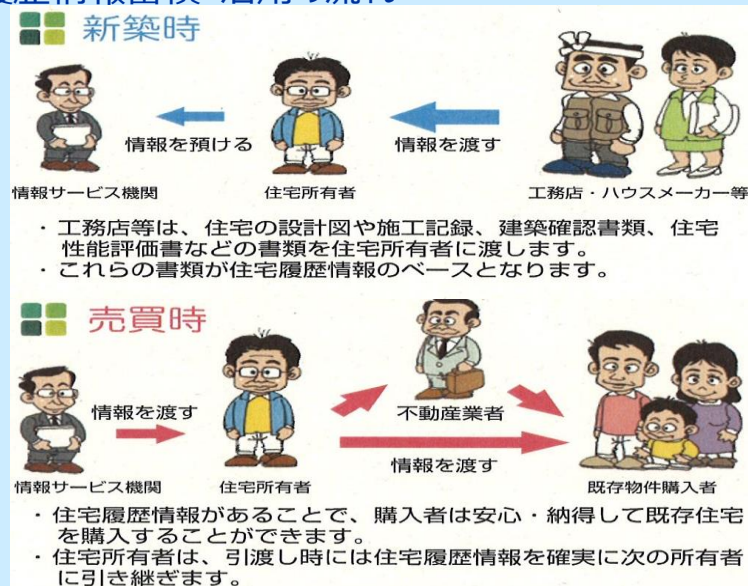 新築時
情報を預ける
情報を渡す
情報サービス機関
住宅所有者
工務店・ハウスメーカー等
・工務店等は、住宅の設計図や施工記録、建築確認書類、住宅
性能評価書などの書類を住宅所有者に渡します。
・これらの書類が住宅履歴情報のベースとなります。
売買時
情報を渡す
不動産業者
情報を渡す
情報サービス機関
住宅所有者
既存物件購入者
・住宅履歴情報があることで、購入者は安心・納得して既存住宅
を購入することができます。
・住宅所有者は、引渡し時には住宅履歴情報を確実に次の所有者
に引き継ぎます。